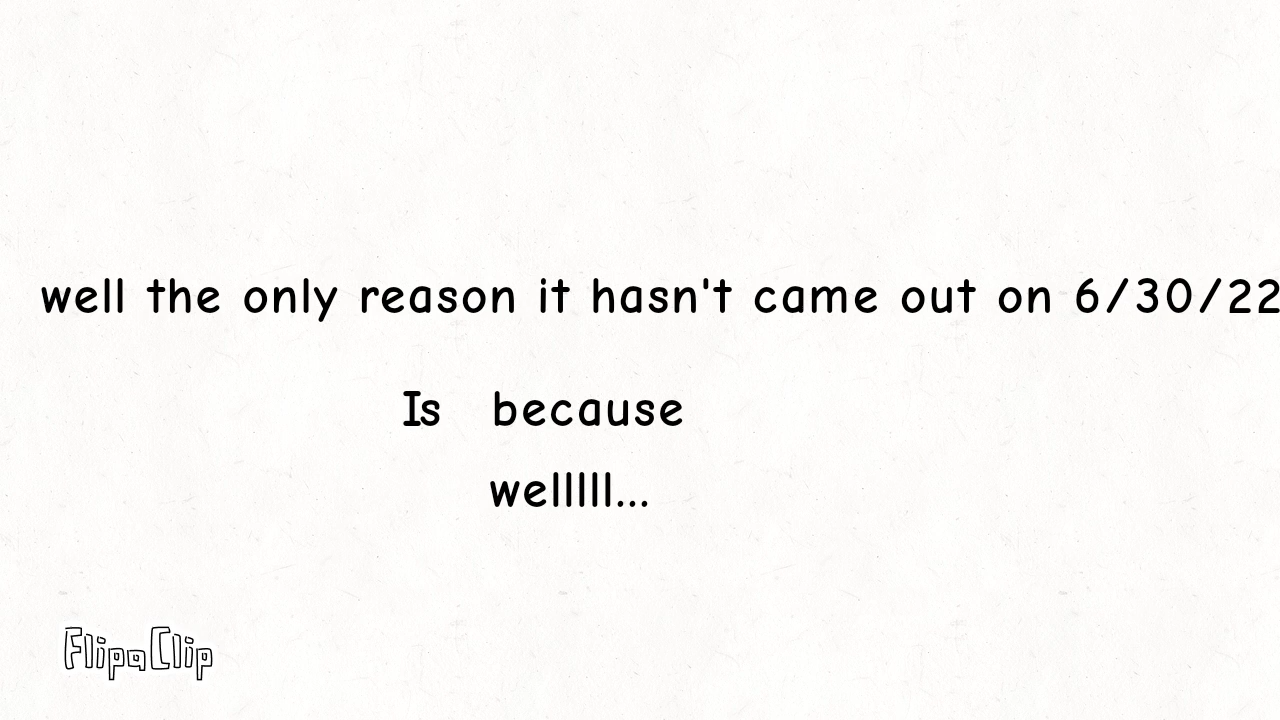 well the only reason it hasn't came out on 6/30/22
Is because
welllll...
FlipaClip